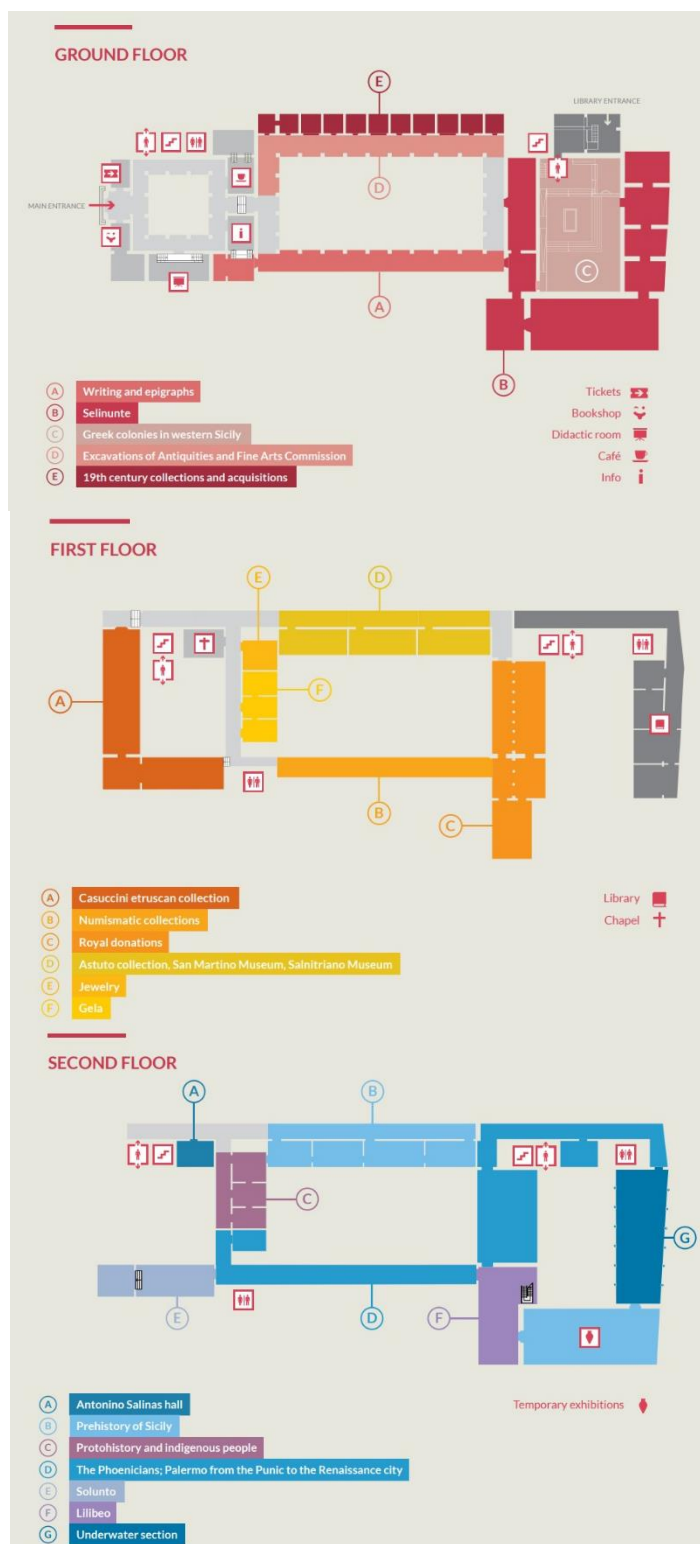 GROUND FLOOR
E
LIBRARY ENTRANCE
D
MAIN ENTRANCE
C
A
B
A Writing and epigraphs
B Selinunte
C Greek colonies in western Sicily
D Excavations of Antiquities and Fine Arts Commission
E 19th century collections and acquisitions
Tickets
Bookshop
Didactic room
Café
Info
FIRST FLOOR
E
D
A
F
B
C
A Casuccini etruscan collection
B Numismatic collections
C Royal donations
D Astuto collection, San Martino Museum, Salnitriano Museum
E Jewelry
F Gela
Library
Chapel
SECOND FLOOR
A
B
C
G
E
D
F
A Antonino Salinas hall
B Prehistory of Sicily
C Protohistory and indigenous people
D The Phoenicians; Palermo from the Punic to the Renaissance city
E Solunto
F Lilibeo
G Underwater section
Temporary exhibitions